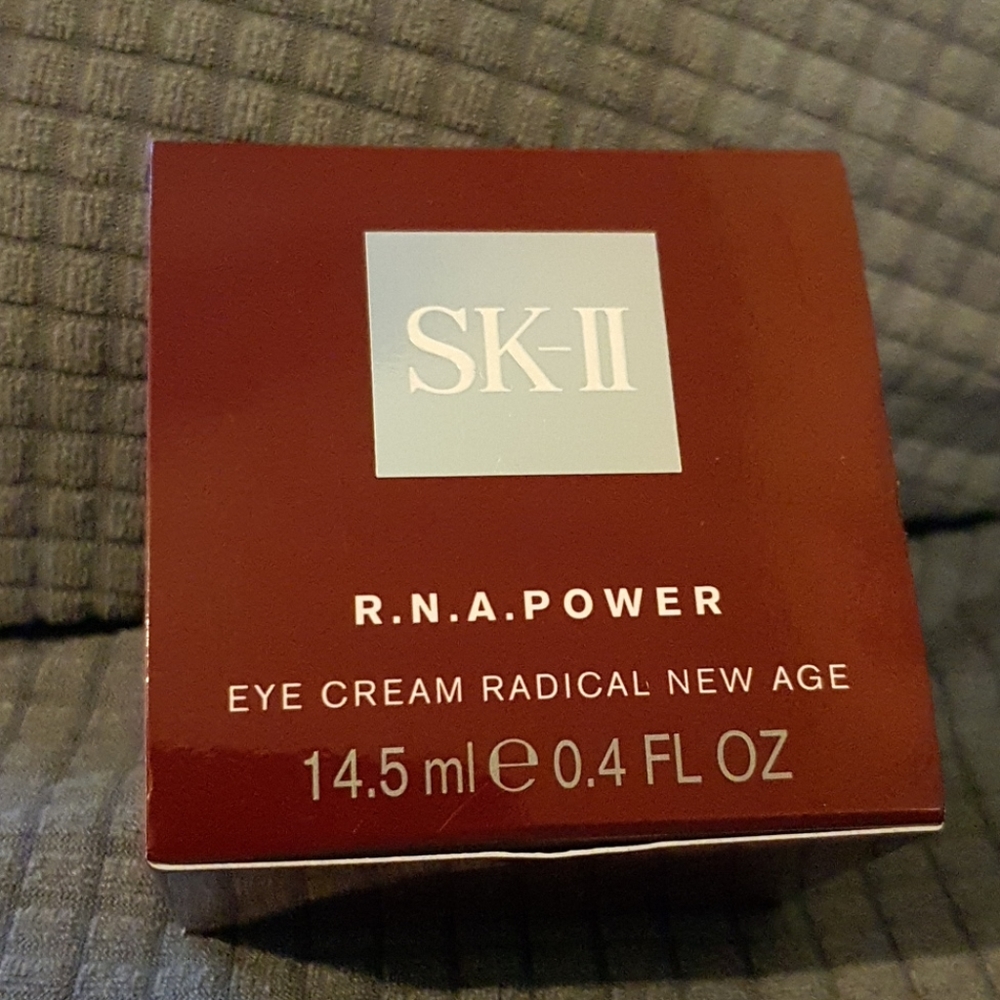 SK-II
R.N.A.POWER
EYE CREAM RADICAL NEW AGE
14.5 ml ℮ 0.4 FL OZ